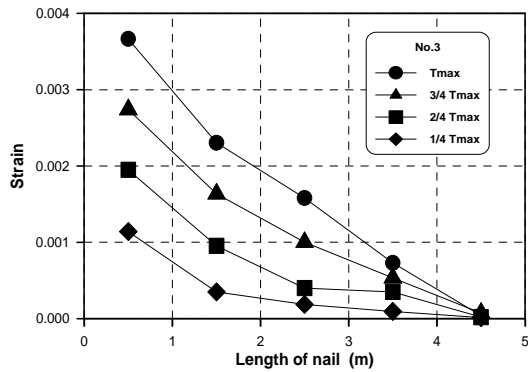 0.004
0.003
0.002
0.001
0.000
Strain
No.3
Tmax
3/4 Tmax
2/4 Tmax
1/4 Tmax
0 1 2 3 4 5
Length of nail (m)